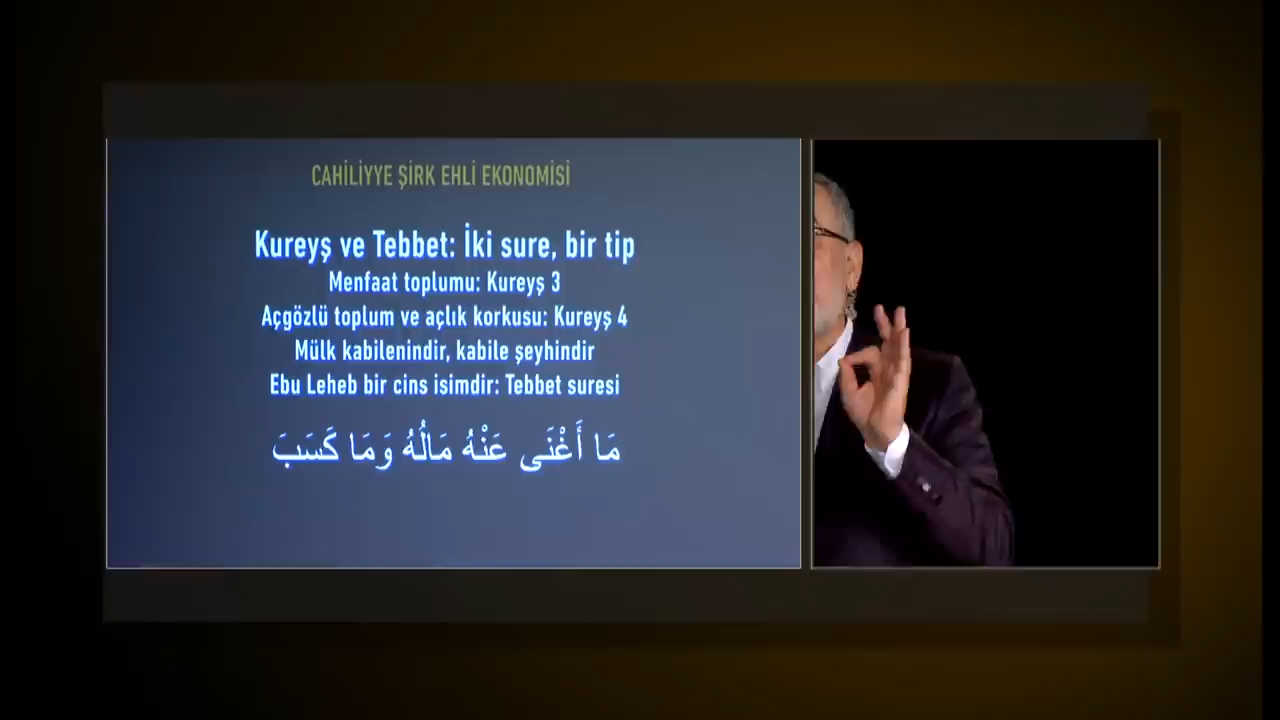 CAHİLİYYE ŞİRK EHLİ EKONOMİSİ
Kureyş ve Tebbet: İki sure, bir tip
Menfaat toplumu: Kureyş 3
Açgözlü toplum ve açlık korkusu: Kureyş 4
Mülk kabilenindir, kabile şeyhindir
Ebu Leheb bir cins isimdir: Tebbet suresi
مَا أَغْنَى عَنْهُ مَالُهُ وَمَا كَسَبَ